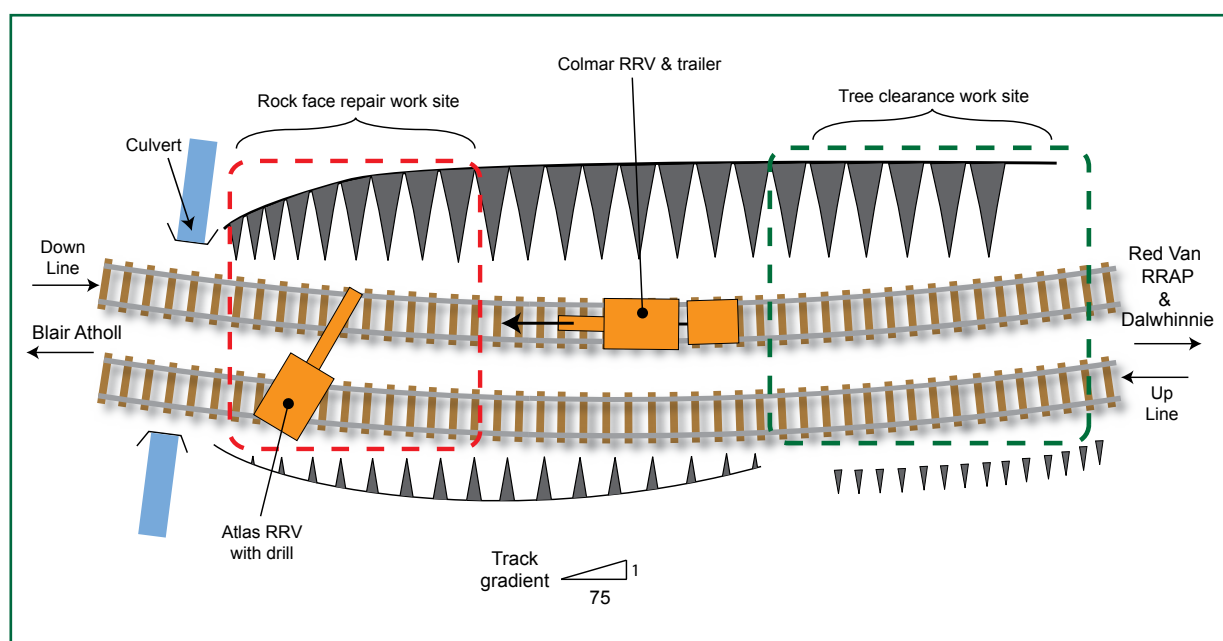 Colmar RRV & trailer
Rock face repair work site
Tree clearance work site
Culvert
Down
Line
Red Van
RRAP
&
Dalwhinnie
Blair Atholl
Up
Line
Atlas RRV
with drill
Track
gradient
1
75